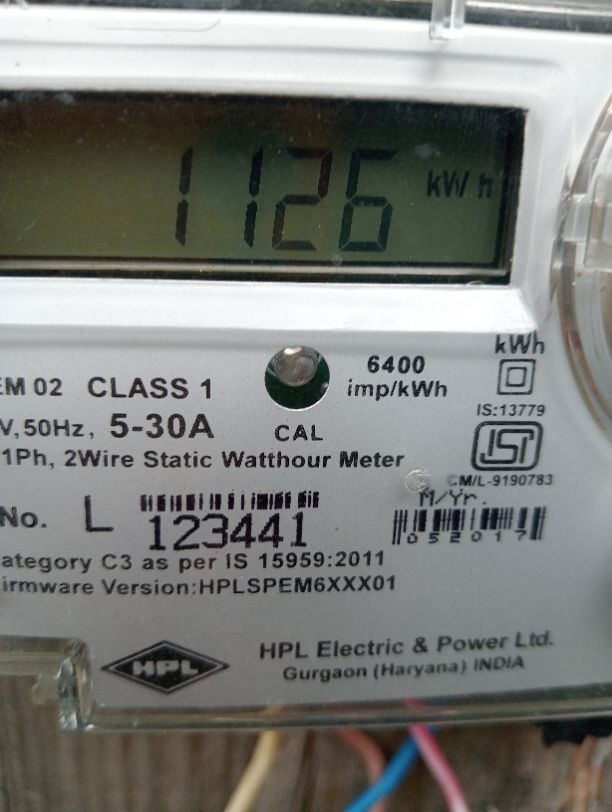 1126 kWh
kWh
6400
imp/kWh
EM 02 CLASS 1
V, 50Hz, 5-30A
CAL
IS:13779
ISI
1Ph, 2Wire Static Watthour Meter
CM/L-9190783
M/Yr.
No. L 123441
052017
ategory C3 as per IS 15959:2011
irmware Version:HPLSPEM6XXX01
HPL
HPL Electric & Power Ltd.
Gurgaon (Haryana) INDIA